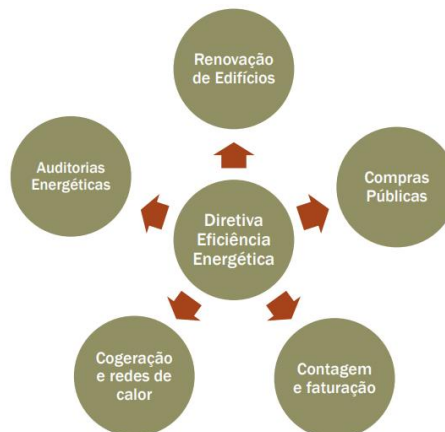 Renovação
de Edifícios
Auditorias
Energéticas
Compras
Públicas
Diretiva
Eficiência
Energética
Cogeração
e redes de
calor
Contagem
e faturação